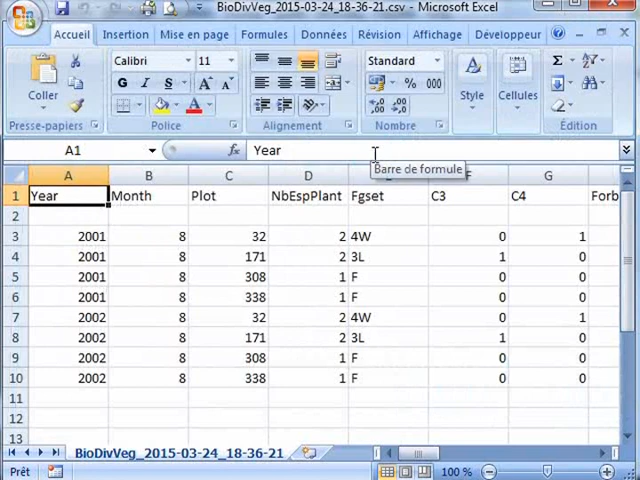 BioDivVeg_2015-03-24_18-36-21.csv - Microsoft Excel
Accueil Insertion Mise en page Formules Données Révision Affichage Développeur
Coller
Calibri 11
G I S
Standard
% 000
Style
Cellules
Presse-papiers Police Alignement Nombre Édition
A1 fx Year
Barre de formule
A B C D F G
1 Year Month Plot NbEspPlant Fgset C3 C4 Forb
2
3 2001 8 32 2 4W 0 1
4 2001 8 171 2 3L 1 0
5 2001 8 308 1 F 0 0
6 2001 8 338 1 F 0 0
7 2002 8 32 2 4W 0 1
8 2002 8 171 2 3L 1 0
9 2002 8 308 1 F 0 0
10 2002 8 338 1 F 0 0
11
12
13
BioDivVeg_2015-03-24_18-36-21
Prêt 100 %